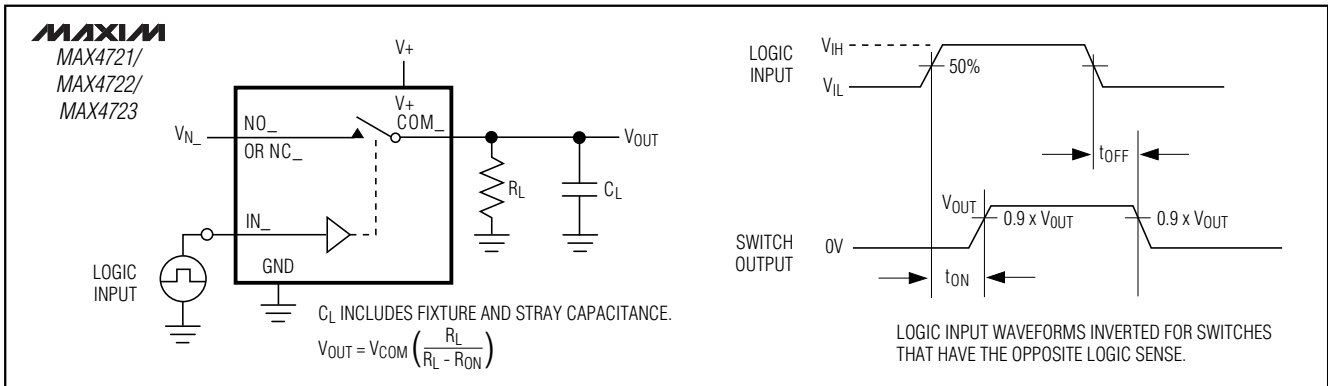 MAXIM
MAX4721/
MAX4722/
MAX4723
V+
V+
V_N_
NO_
OR NC_
COM_
V_OUT
R_L
C_L
IN_
GND
LOGIC
INPUT
C_L INCLUDES FIXTURE AND STRAY CAPACITANCE.
V_OUT = V_COM (R_L / R_L - R_ON)
LOGIC
INPUT
V_IH
V_IL
50%
t_OFF
V_OUT
0.9 x V_OUT
0.9 x V_OUT
SWITCH
OUTPUT
0V
t_ON
LOGIC INPUT WAVEFORMS INVERTED FOR SWITCHES
THAT HAVE THE OPPOSITE LOGIC SENSE.